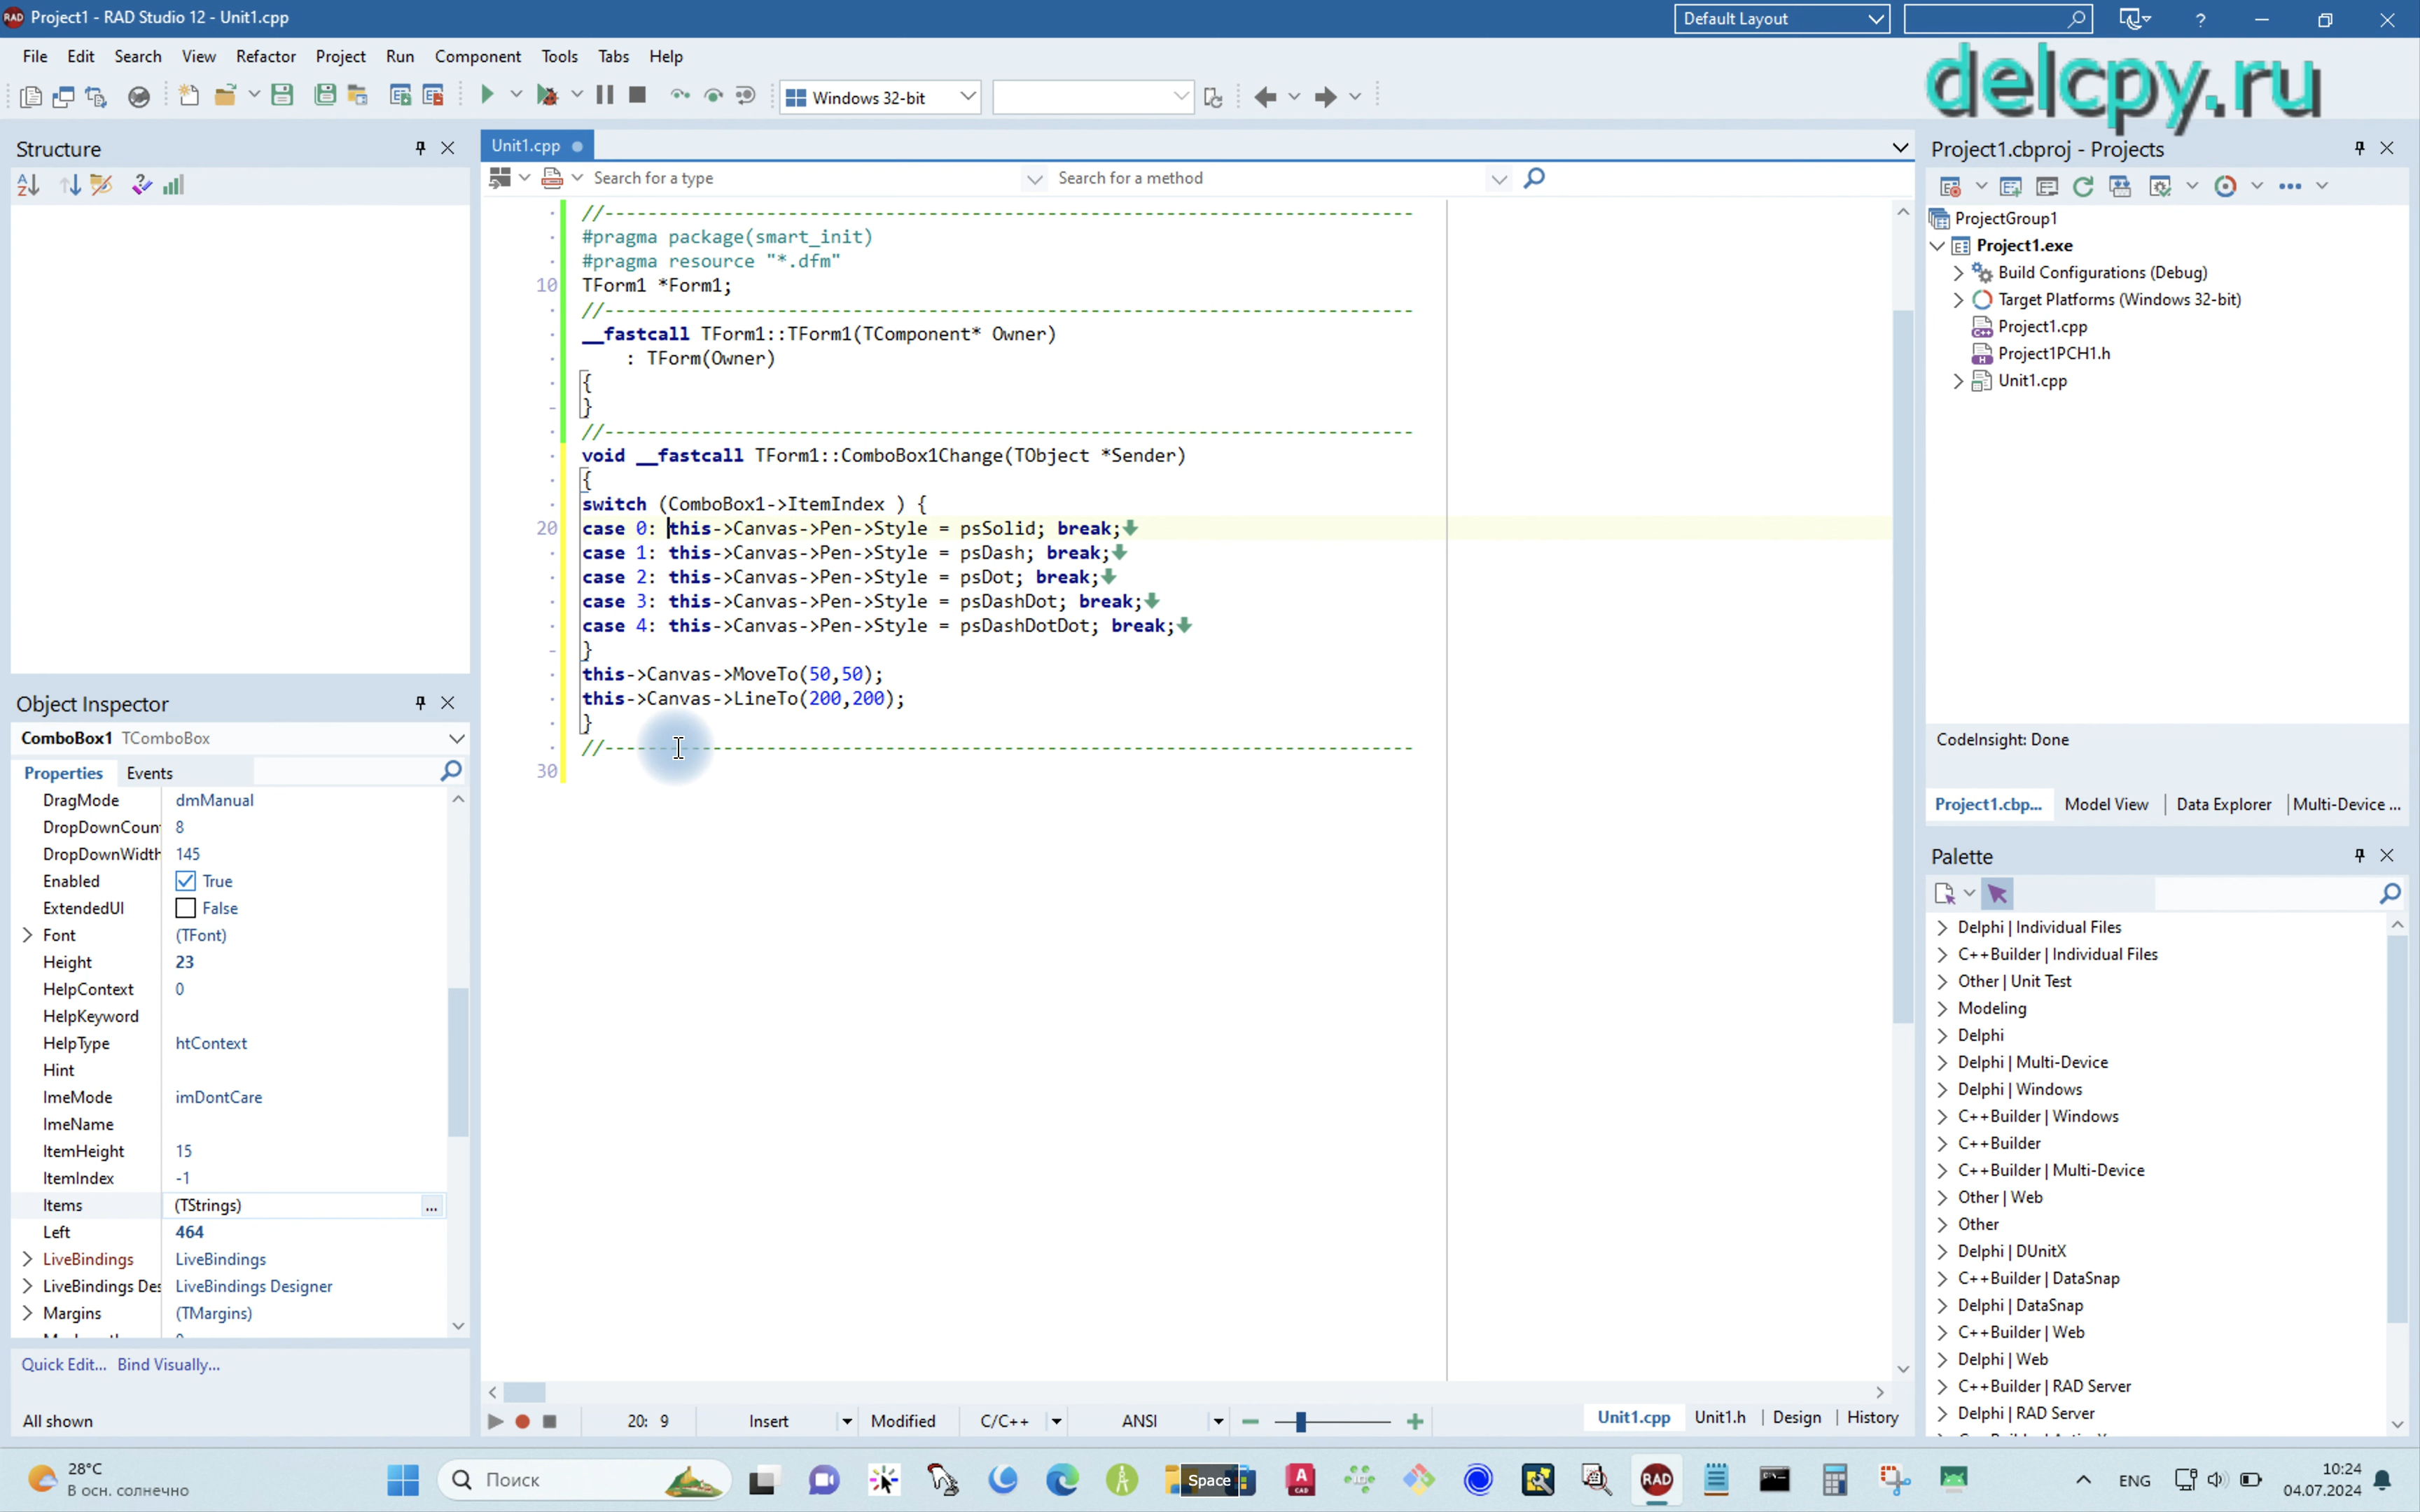 Project1 - RAD Studio 12 - Unit1.cpp
Default Layout
File Edit Search View Refactor Project Run Component Tools Tabs Help
delcpy.ru
Windows 32-bit
Structure
Unit1.cpp
Search for a type
Search for a method
//---------------------------------------------------------------------------
#pragma package(smart_init)
#pragma resource "*.dfm"
10 TForm1 *Form1;
//---------------------------------------------------------------------------
__fastcall TForm1::TForm1(TComponent* Owner)
: TForm(Owner)
{
}
//---------------------------------------------------------------------------
void __fastcall TForm1::ComboBox1Change(TObject *Sender)
{
switch (ComboBox1->ItemIndex ) {
20 case 0: this->Canvas->Pen->Style = psSolid; break;
case 1: this->Canvas->Pen->Style = psDash; break;
case 2: this->Canvas->Pen->Style = psDot; break;
case 3: this->Canvas->Pen->Style = psDashDot; break;
case 4: this->Canvas->Pen->Style = psDashDotDot; break;
}
this->Canvas->MoveTo(50,50);
this->Canvas->LineTo(200,200);
}
//---------------------------------------------------------------------------
30
Project1.cbproj - Projects
ProjectGroup1
Project1.exe
Build Configurations (Debug)
Target Platforms (Windows 32-bit)
Project1.cpp
Project1PCH1.h
Unit1.cpp
CodeInsight: Done
Project1.cbp... Model View Data Explorer Multi-Device ...
Object Inspector
ComboBox1 TComboBox
Properties Events
DragMode dmManual
DropDownCoun 8
DropDownWidth 145
Enabled True
ExtendedUI False
Font (TFont)
Height 23
HelpContext 0
HelpKeyword
HelpType htContext
Hint
ImeMode imDontCare
ImeName
ItemHeight 15
ItemIndex -1
Items (TStrings) ...
Left 464
LiveBindings LiveBindings
LiveBindings Des LiveBindings Designer
Margins (TMargins)
Quick Edit... Bind Visually...
All shown
Palette
Delphi | Individual Files
C++Builder | Individual Files
Other | Unit Test
Modeling
Delphi
Delphi | Multi-Device
Delphi | Windows
C++Builder | Windows
C++Builder
C++Builder | Multi-Device
Other | Web
Other
Delphi | DUnitX
C++Builder | DataSnap
Delphi | DataSnap
C++Builder | Web
Delphi | Web
C++Builder | RAD Server
Delphi | RAD Server
20: 9 Insert Modified C/C++ ANSI
Unit1.cpp Unit1.h Design History
28°C
В осн. солнечно
Поиск
Space
RAD
ENG
10:24
04.07.2024